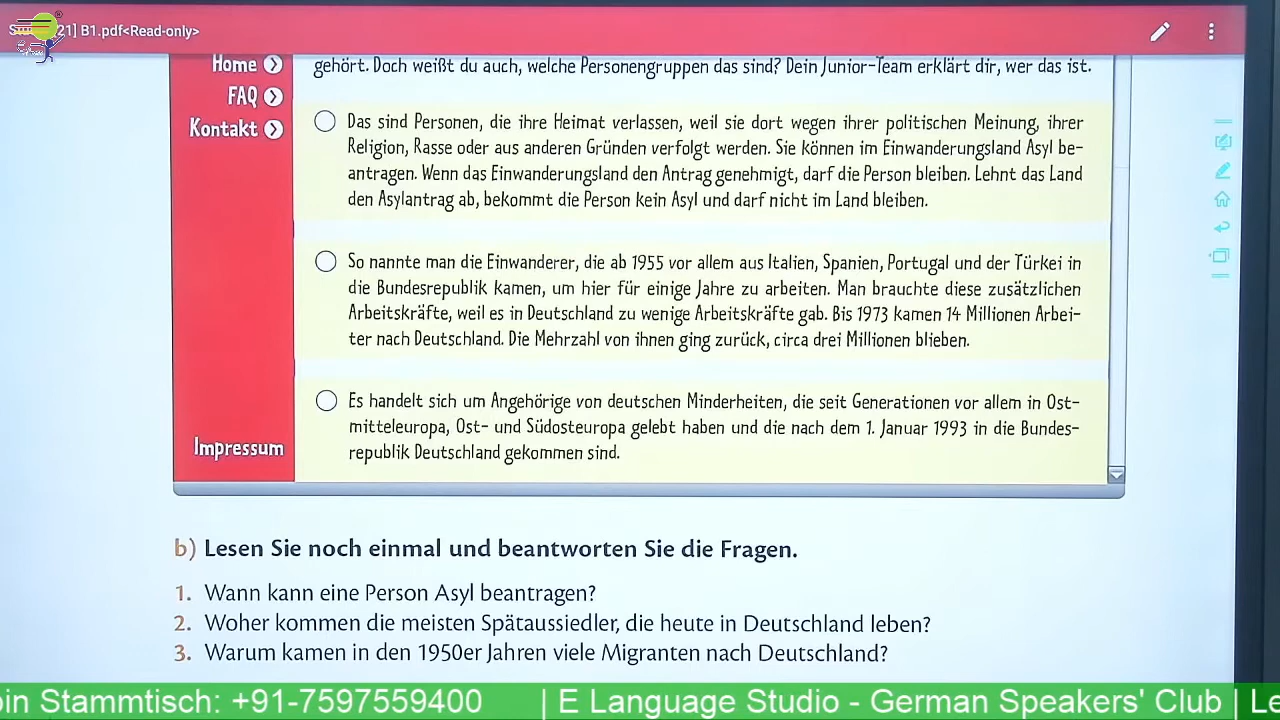 21] B1.pdf<Read-only>
gehört. Doch weißt du auch, welche Personengruppen das sind? Dein Junior-Team erklärt dir, wer das ist.
Home
FAQ
Kontakt
Das sind Personen, die ihre Heimat verlassen, weil sie dort wegen ihrer politischen Meinung, ihrer
Religion, Rasse oder aus anderen Gründen verfolgt werden. Sie können im Einwanderungsland Asyl be-
antragen. Wenn das Einwanderungsland den Antrag genehmigt, darf die Person bleiben. Lehnt das Land
den Asylantrag ab, bekommt die Person kein Asyl und darf nicht im Land bleiben.
So nannte man die Einwanderer, die ab 1955 vor allem aus Italien, Spanien, Portugal und der Türkei in
die Bundesrepublik kamen, um hier für einige Jahre zu arbeiten. Man brauchte diese zusätzlichen
Arbeitskräfte, weil es in Deutschland zu wenige Arbeitskräfte gab. Bis 1973 kamen 14 Millionen Arbei-
ter nach Deutschland. Die Mehrzahl von ihnen ging zurück, circa drei Millionen blieben.
Es handelt sich um Angehörige von deutschen Minderheiten, die seit Generationen vor allem in Ost-
mitteleuropa, Ost- und Südosteuropa gelebt haben und die nach dem 1. Januar 1993 in die Bundes-
republik Deutschland gekommen sind.
Impressum
b) Lesen Sie noch einmal und beantworten Sie die Fragen.
1. Wann kann eine Person Asyl beantragen?
2. Woher kommen die meisten Spätaussiedler, die heute in Deutschland leben?
3. Warum kamen in den 1950er Jahren viele Migranten nach Deutschland?
oin Stammtisch: +91-7597559400 | E Language Studio - German Speakers' Club | Le